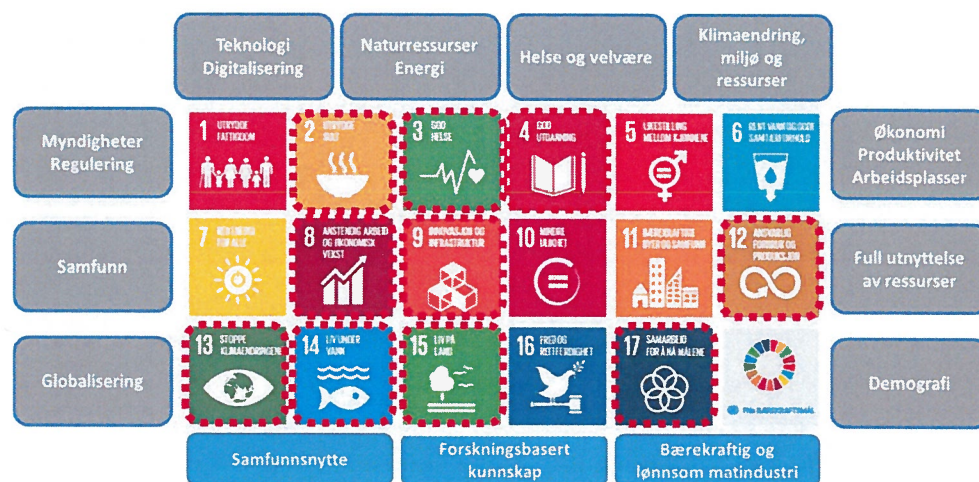 Teknologi
Digitalisering
Naturressurser
Energi
Helse og velvære
Klimaendring,
miljø og
ressurser
Myndigheter
Regulering
1 UTRYDDE
FATTIGDOM
2 UTRYDDE
SULT
3 GOD
HELSE
4 GOD
UTDANNING
5 LIKESTILLING
MELLOM KJØNNENE
6 RENT VANN OG GODE
SANITÆRFORHOLD
Økonomi
Produktivitet
Arbeidsplasser
Samfunn
7
FOR ALLE
8 ANSTENDIG ARBEID
OG ØKONOMISK
VEKST
9 INNOVASJON OG
INFRASTRUKTUR
10 MINDRE
ULIKHET
11 BÆREKRAFTIGE
BYER OG SAMFUNN
12 ANSVARLIG
FORBRUK OG
PRODUKSJON
Full utnyttelse
av ressurser
Globalisering
13 STOPPE
KLIMAENDRINGENE
14 LIV UNDER
VANN
15 LIV PÅ
LAND
16 FRED OG
RETTFERDIGHET
17 SAMARBEID
FOR Å NÅ MÅLENE
FNs BÆREKRAFTSMÅL
Demografi
Samfunnsnytte
Forskningsbasert
kunnskap
Bærekraftig og
lønnsom matindustri